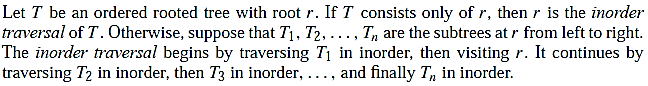 Let T be an ordered rooted tree with root r. If T consists only of r, then r is the inorder
traversal of T. Otherwise, suppose that T₁, T₂, . . . , Tₙ are the subtrees at r from left to right.
The inorder traversal begins by traversing T₁ in inorder, then visiting r. It continues by
traversing T₂ in inorder, then T₃ in inorder, . . . , and finally Tₙ in inorder.